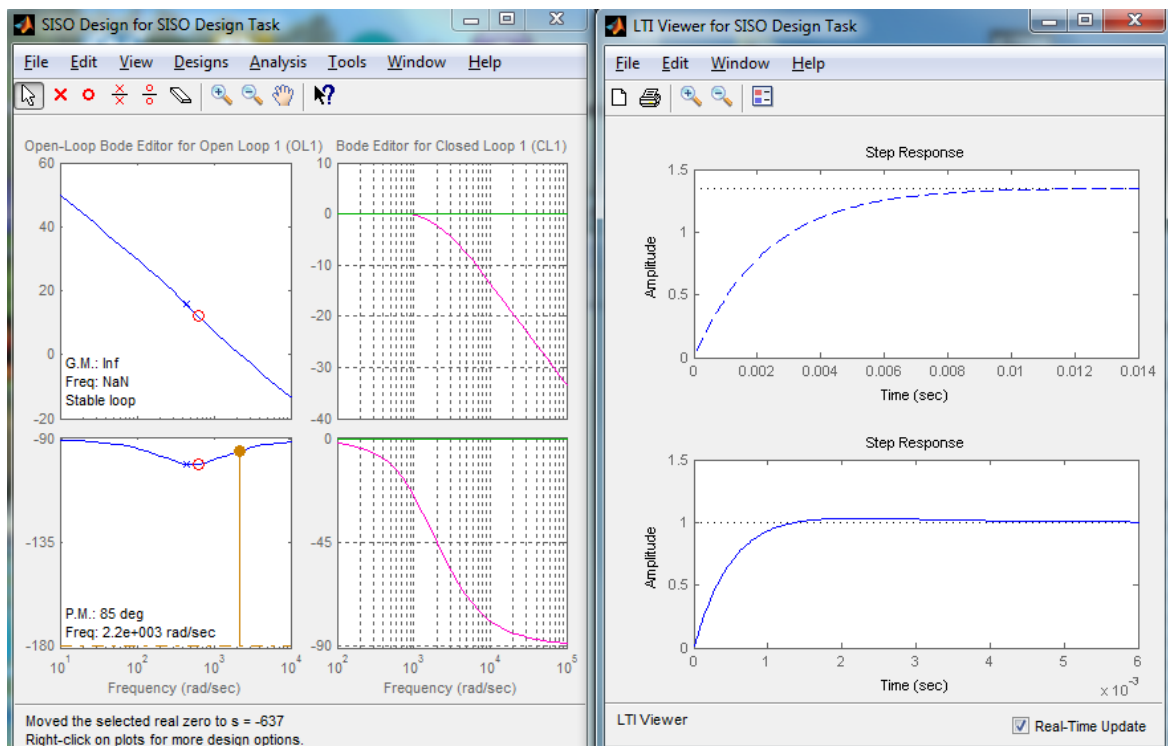 SISO Design for SISO Design Task
File Edit View Designs Analysis Tools Window Help
Open-Loop Bode Editor for Open Loop 1 (OL1)
60
40
20
0
-20
G.M.: Inf
Freq: NaN
Stable loop
-90
-135
-180
P.M.: 85 deg
Freq: 2.2e+003 rad/sec
10^1 10^2 10^3 10^4
Frequency (rad/sec)
Bode Editor for Closed Loop 1 (CL1)
10
0
-10
-20
-30
-40
0
-45
-90
10^2 10^3 10^4 10^5
Frequency (rad/sec)
Moved the selected real zero to s = -637
Right-click on plots for more design options.
LTI Viewer for SISO Design Task
File Edit Window Help
Step Response
1.5
1
0.5
0
Amplitude
0 0.002 0.004 0.006 0.008 0.01 0.012 0.014
Time (sec)
Step Response
1.5
1
0.5
0
Amplitude
0 1 2 3 4 5 6
x 10^-3
Time (sec)
LTI Viewer
Real-Time Update